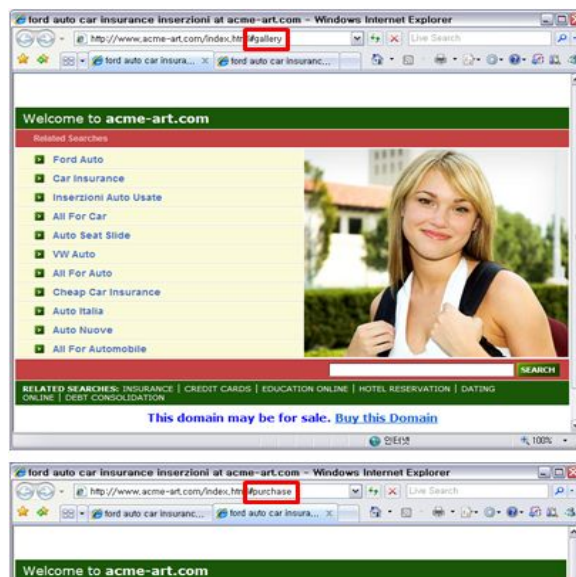 ford auto car insurance inserzioni at acme-art.com - Windows Internet Explorer
http://www.acme-art.com/index.htm#gallery
Live Search
ford auto car insura...
ford auto car insuranc...
Welcome to acme-art.com
Related Searches
Ford Auto
Car Insurance
Inserzioni Auto Usate
All For Car
Auto Seat Slide
VW Auto
All For Auto
Cheap Car Insurance
Auto Italia
Auto Nuove
All For Automobile
SEARCH
RELATED SEARCHES: INSURANCE | CREDIT CARDS | EDUCATION ONLINE | HOTEL RESERVATION | DATING
ONLINE | DEBT CONSOLIDATION
This domain may be for sale. Buy this Domain
인터넷
100%
ford auto car insurance inserzioni at acme-art.com - Windows Internet Explorer
http://www.acme-art.com/index.htm#purchase
Live Search
ford auto car insuranc...
ford auto car insura...
Welcome to acme-art.com